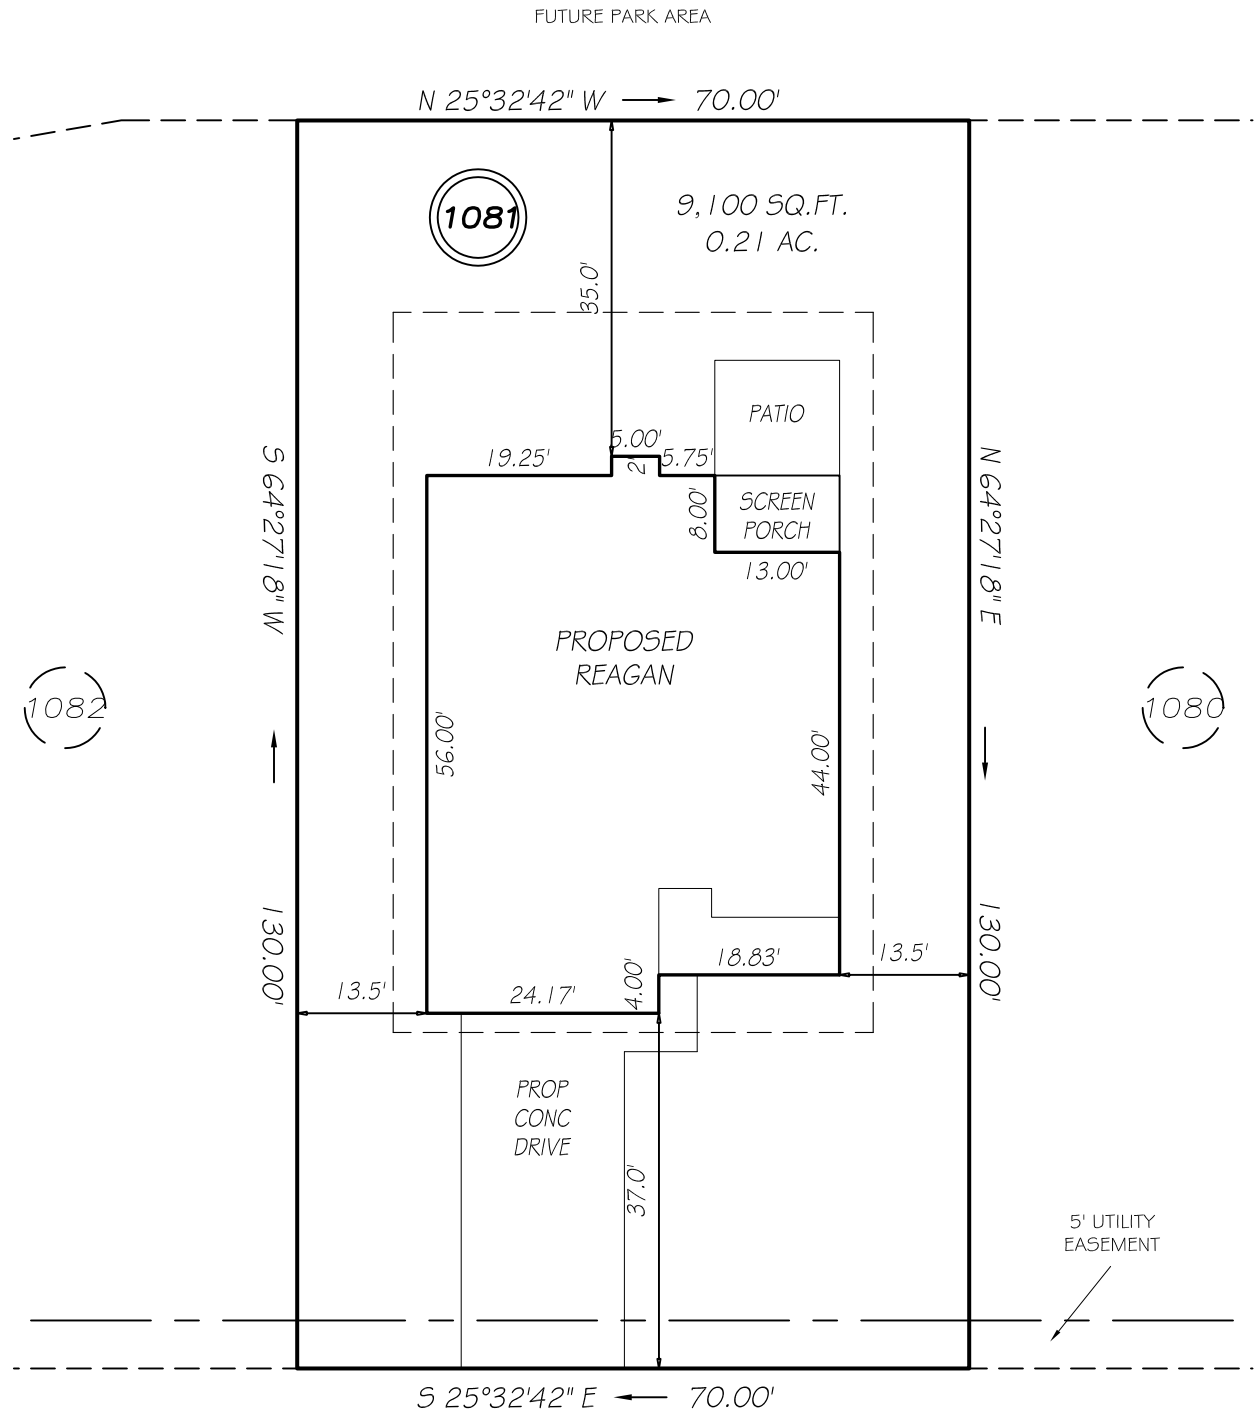 FUTURE PARK AREA
N 25°32'42" W
70.00'
1081
9,100 SQ.FT.
0.21 AC.
35.0'
PATIO
5.00'
19.25'
2'
5.75'
8.00'
SCREEN
PORCH
13.00'
S 64°27'18" W
N 64°27'18" E
PROPOSED
REAGAN
1082
1080
56.00'
44.00'
130.00'
130.00'
18.83'
13.5'
4.00'
13.5'
24.17'
PROP
CONC
DRIVE
37.0'
5' UTILITY
EASEMENT
S 25°32'42" E
70.00'